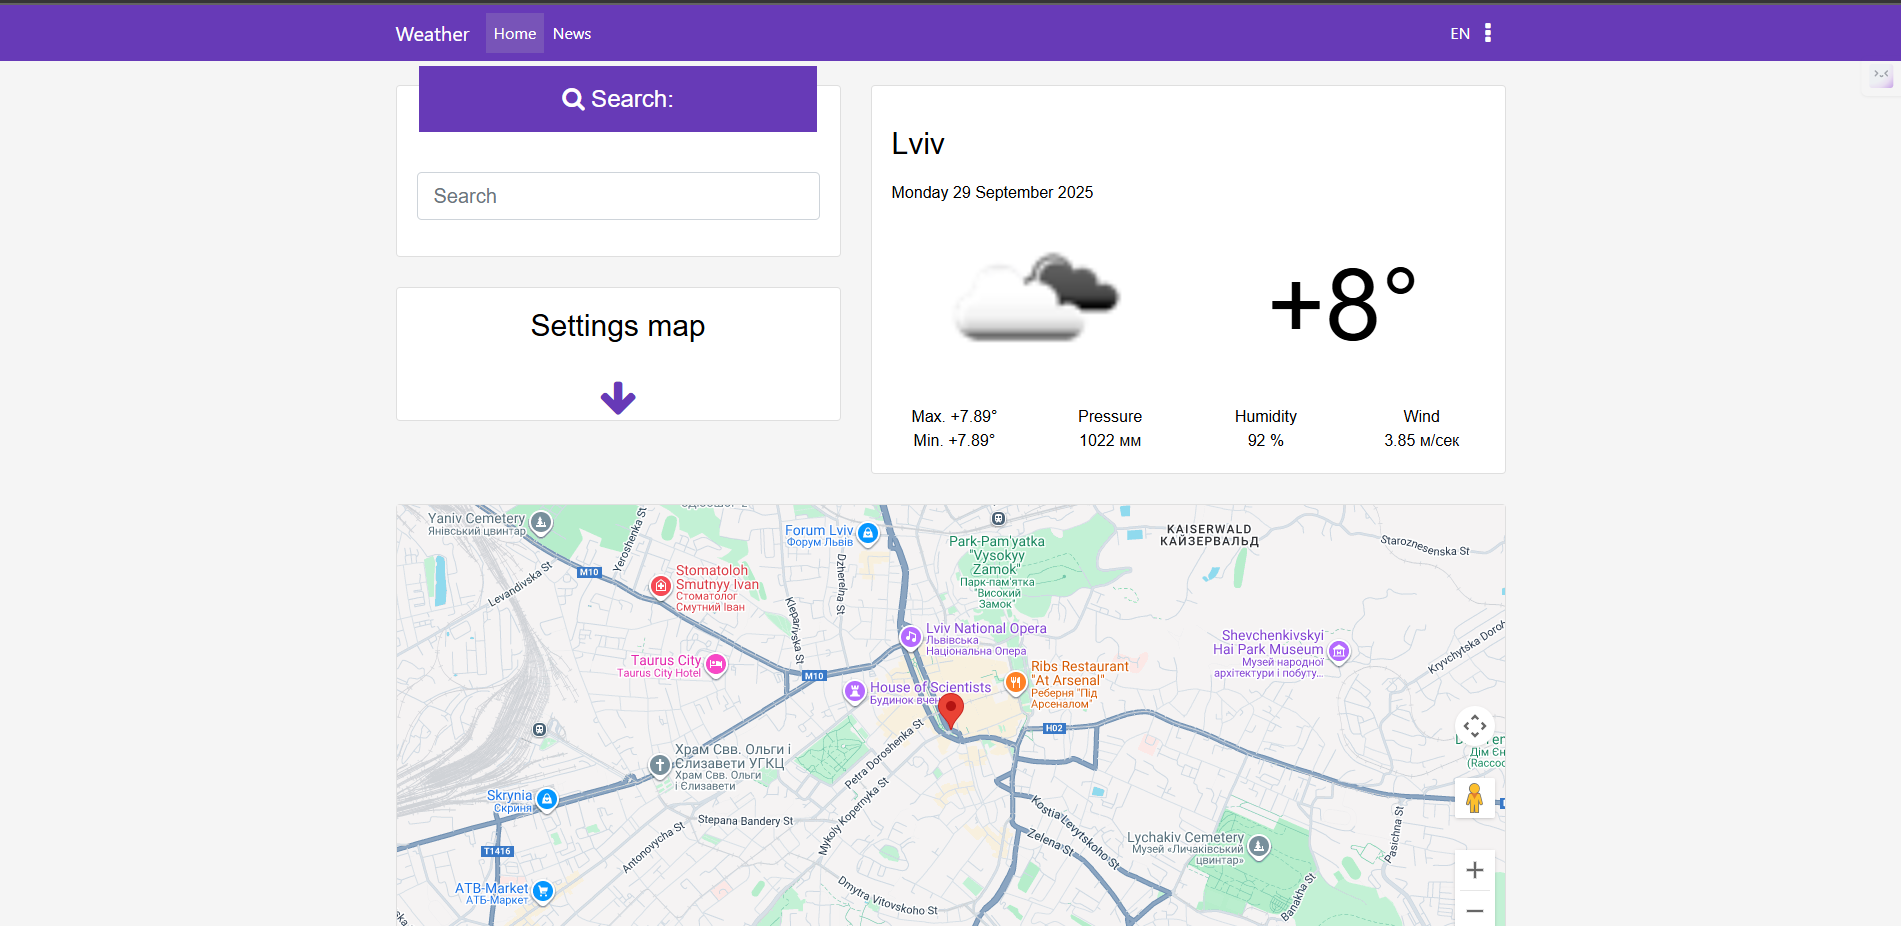 Weather
Home
News
EN
Search:
Search
Settings map
Lviv
Monday 29 September 2025
+8°
Max. +7.89°
Min. +7.89°
Pressure
1022 мм
Humidity
92 %
Wind
3.85 м/сек
Yaniv Cemetery
Янівський цвинтар
Yeroshenka St
Levandivska St
M10
Forum Lviv
Форум Львів
Dzherelna St
Park-Pam'yatka
"Vysokyy
Zamok"
Парк-пам'ятка
"Високий
Замок"
KAISERWALD
КАЙЗЕРВАЛЬД
Staroznesenska St
Stomatoloh
Smutnyy Ivan
Стоматолог
Смутний Іван
Kleparivska St
Lviv National Opera
Львівська
Національна Опера
Shevchenkivskyi
Hai Park Museum
Музей народної
архітектури і побуту...
Kryvchytska Doro
Taurus City
Taurus City Hotel
M10
House of Scientists
Будинок вчен
Ribs Restaurant
"At Arsenal"
Реберня "Під
Арсеналом"
H02
Petra Doroshenka St
Храм Свв. Ольги і
Єлизавети УГКЦ
Храм Свв. Ольги
і Єлизавети
Дім Єн
(Raccoo
Skrynia
Скриня
Stepana Bandery St
Mykoly Kopernyka St
Antonovycha St
Kostia Levytskoho St
Zelena St
Lychakiv Cemetery
Музей «Личаківський
цвинтар»
Pasichna St
T1416
ATB-Market
АТБ-Маркет
Dmytra Vitovskoho St
Banakha St